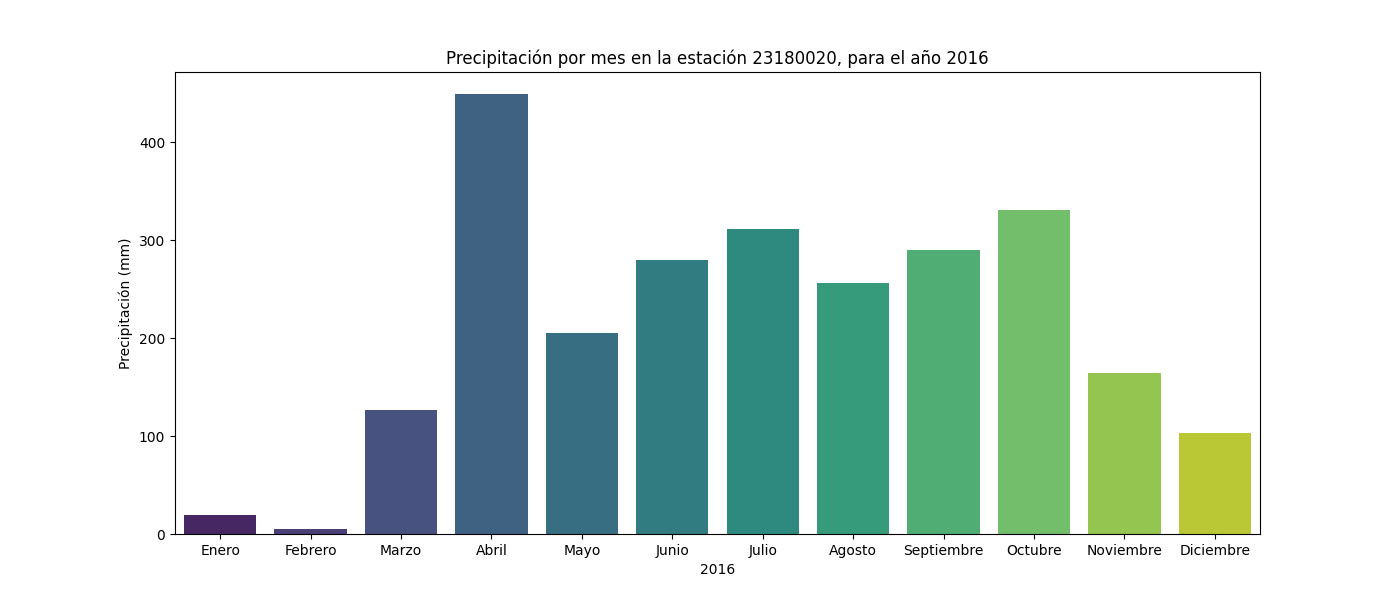 Precipitación por mes en la estación 23180020, para el año 2016
Precipitación (mm)
400
300
200
100
0
Enero Febrero Marzo Abril Mayo Junio Julio Agosto Septiembre Octubre Noviembre Diciembre
2016